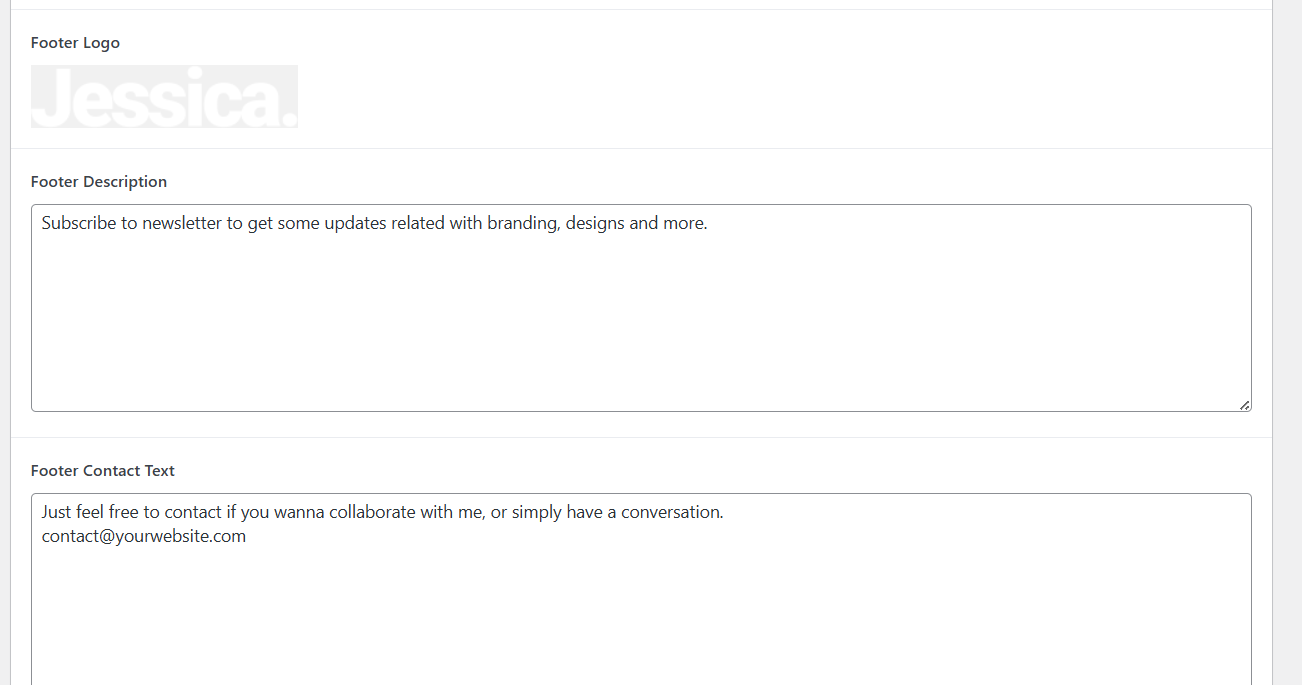 Footer Logo
Jessica.
Footer Description
Subscribe to newsletter to get some updates related with branding, designs and more.
Footer Contact Text
Just feel free to contact if you wanna collaborate with me, or simply have a conversation.
contact@yourwebsite.com